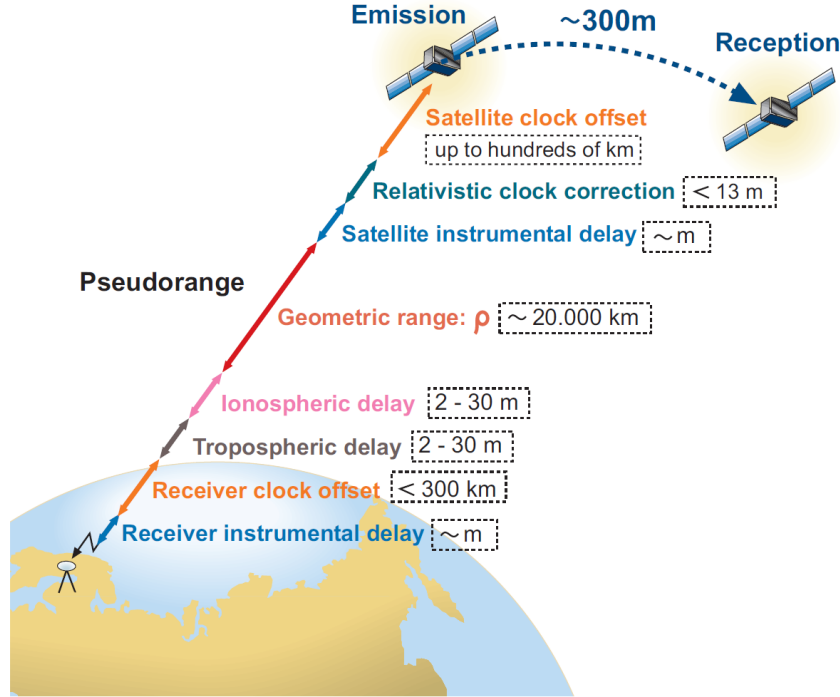 Emission
~300m
Reception
Satellite clock offset
up to hundreds of km
Relativistic clock correction < 13 m
Satellite instrumental delay ~ m
Pseudorange
Geometric range: ρ ~ 20.000 km
Ionospheric delay 2 - 30 m
Tropospheric delay 2 - 30 m
Receiver clock offset < 300 km
Receiver instrumental delay ~ m